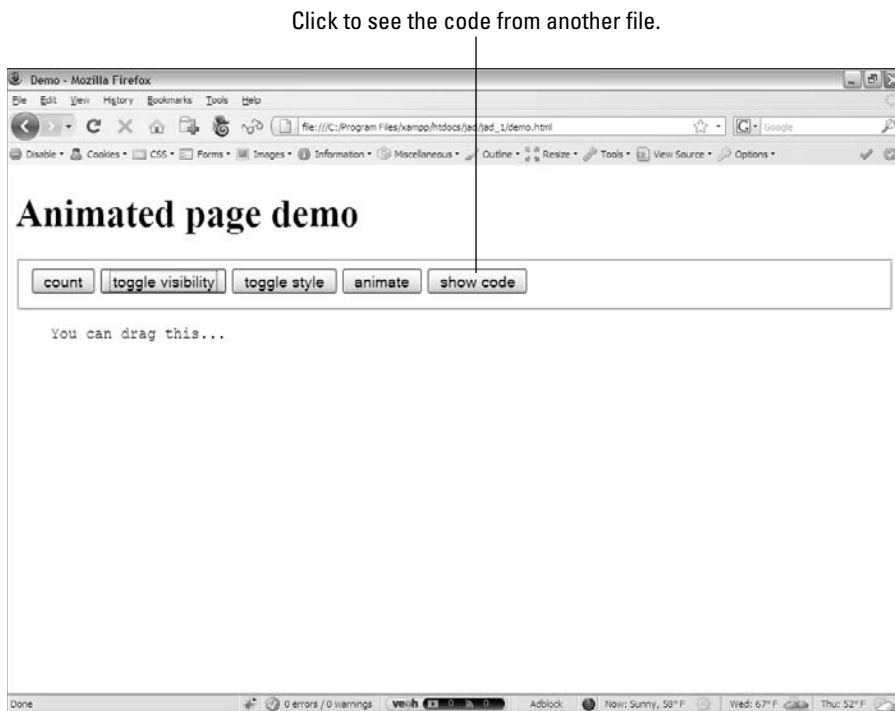 Click to see the code from another file.
Demo - Mozilla Firefox
File Edit View History Bookmarks Tools Help
file:///C:/Program Files/xampp/htdocs/jad/jad_1/demo.html
Google
Disable Cookies CSS Forms Images Information Miscellaneous Outline Resize Tools View Source Options
Animated page demo
count toggle visibility toggle style animate show code
You can drag this...
Done 0 errors / 0 warnings veoh 0 0 Adblock Now: Sunny, 58° F Wed: 67° F Thu: 52° F